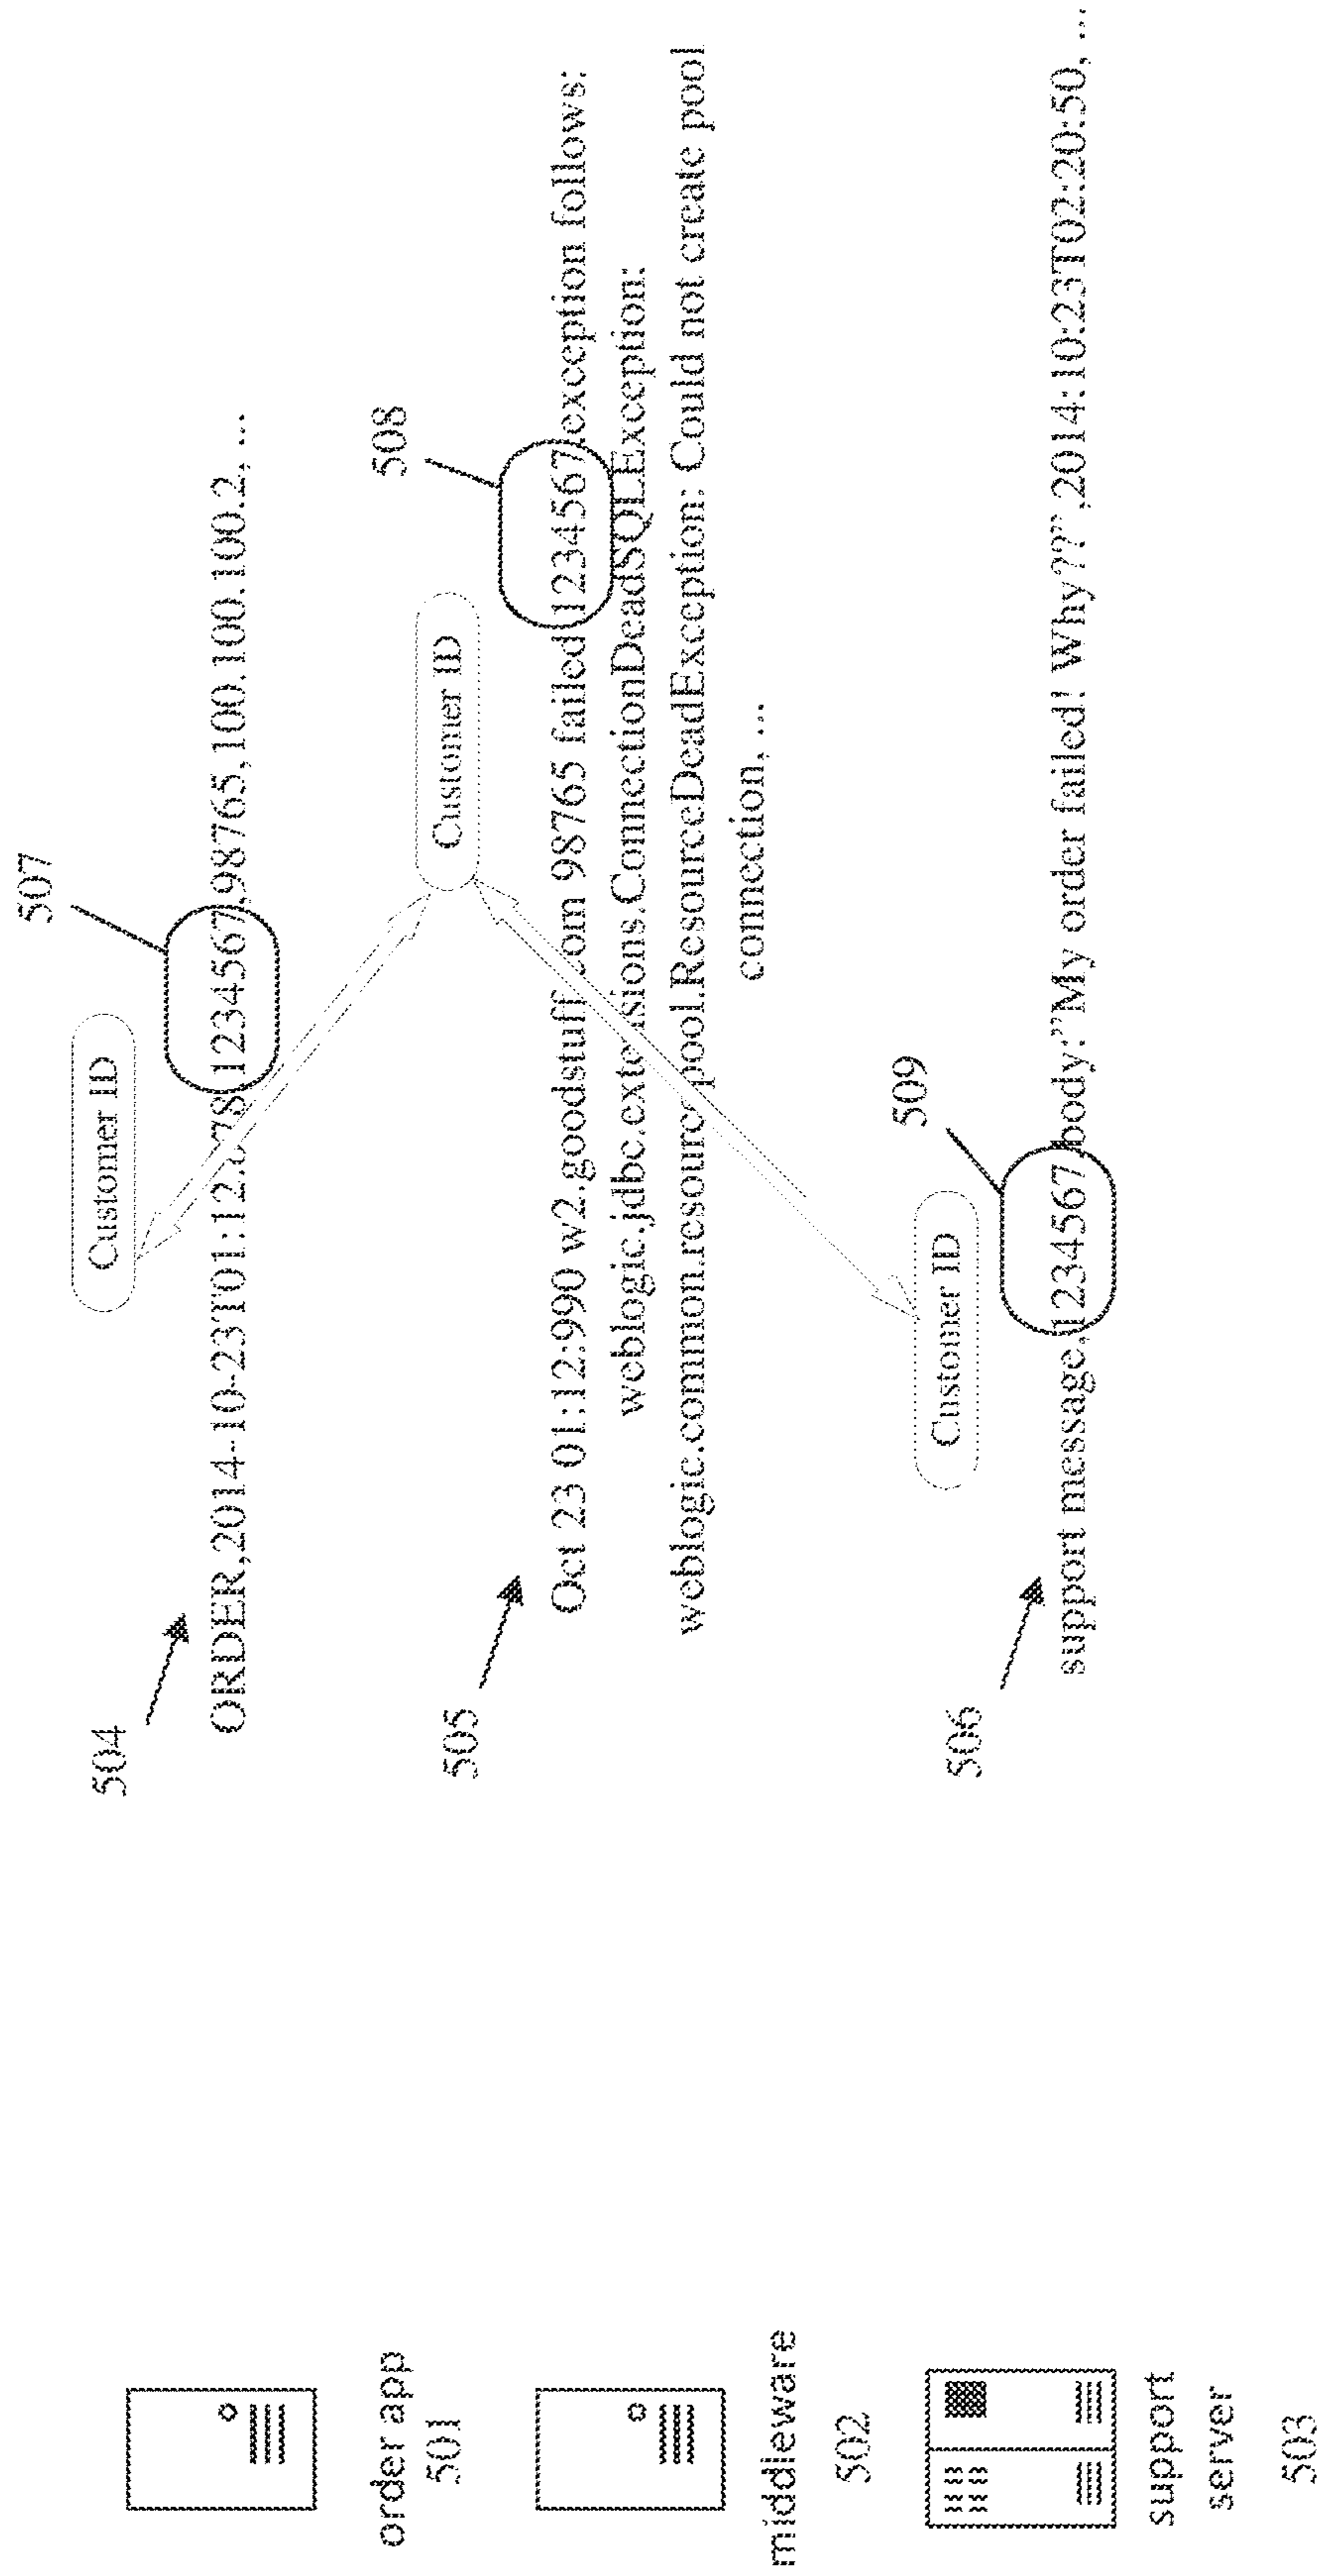 507
Customer ID
504
ORDER,2014-10-23T01:12: 78,1234567,98765,100.100.100.2, ...
order app
501
508
Customer ID
505
Oct 23 01:12:990 w2.goodstuff.com 98765 failed,1234567,exception follows:
weblogic.jdbc.extensions.ConnectionDeadSQLException:
weblogic.common.resourcepool.ResourceDeadException: Could not create pool
connection, ...
middleware
502
509
Customer ID
506
support message,1234567,body:”My order failed! Why??”,2014:10:23T02:20:50, ...
support
server
503